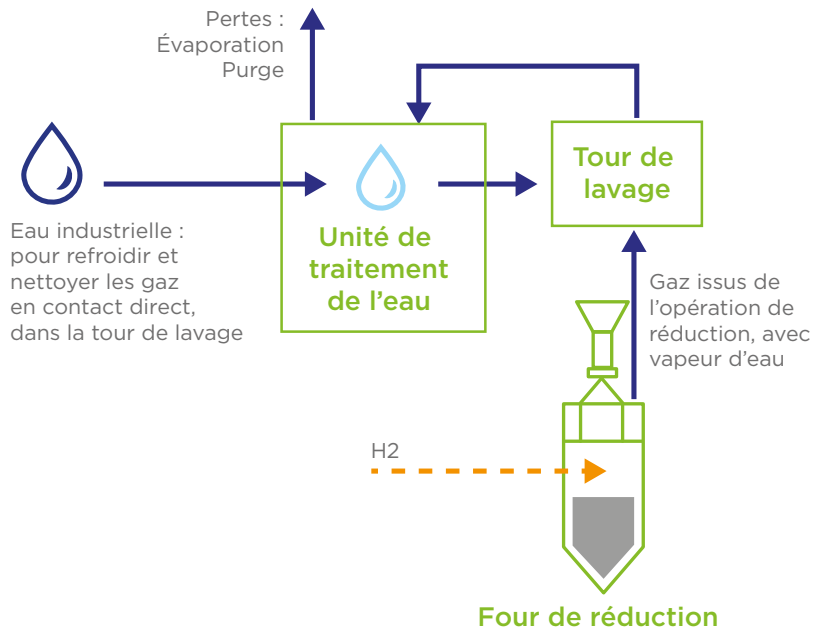 Pertes :
Évaporation
Purge
Eau industrielle :
pour refroidir et
nettoyer les gaz
en contact direct,
dans la tour de lavage
Unité de
traitement
de l’eau
Tour de
lavage
Gaz issus de
l’opération de
réduction, avec
vapeur d’eau
H2
Four de réduction